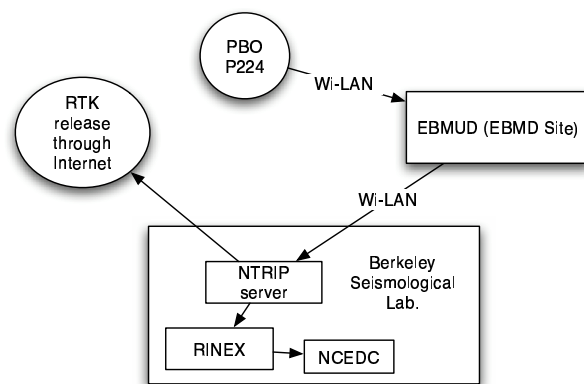 PBO
P224
Wi-LAN
RTK
release
through
Internet
EBMUD (EBMD Site)
Wi-LAN
NTRIP
server
Berkeley
Seismological
Lab.
RINEX
NCEDC